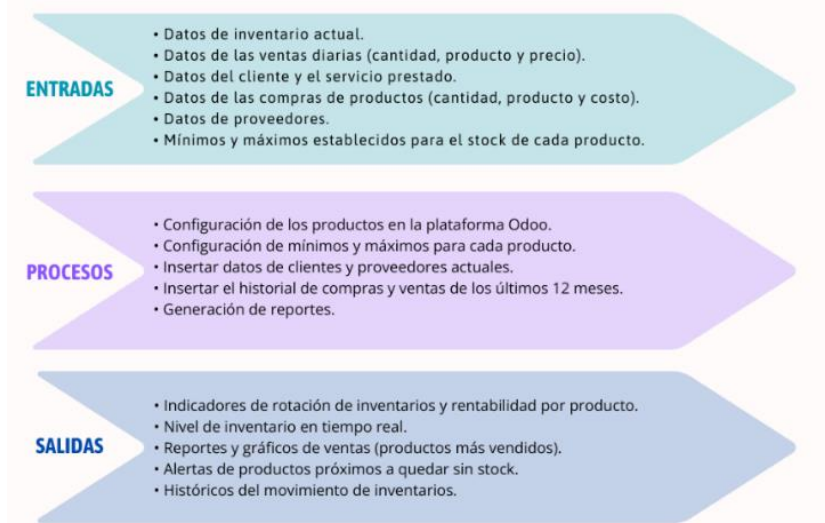 ENTRADAS
• Datos de inventario actual.
• Datos de las ventas diarias (cantidad, producto y precio).
• Datos del cliente y el servicio prestado.
• Datos de las compras de productos (cantidad, producto y costo).
• Datos de proveedores.
• Mínimos y máximos establecidos para el stock de cada producto.
PROCESOS
• Configuración de los productos en la plataforma Odoo.
• Configuración de mínimos y máximos para cada producto.
• Insertar datos de clientes y proveedores actuales.
• Insertar el historial de compras y ventas de los últimos 12 meses.
• Generación de reportes.
SALIDAS
• Indicadores de rotación de inventarios y rentabilidad por producto.
• Nivel de inventario en tiempo real.
• Reportes y gráficos de ventas (productos más vendidos).
• Alertas de productos próximos a quedar sin stock.
• Históricos del movimiento de inventarios.